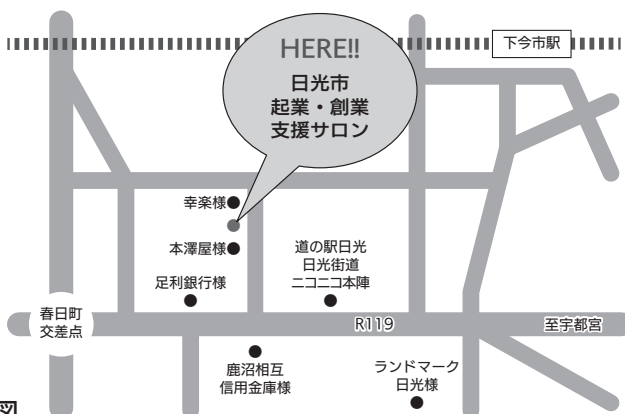 下今市駅
HERE!!
日光市
起業・創業
支援サロン
幸楽様
本澤屋様
足利銀行様
道の駅日光
日光街道
ニコニコ本陣
春日町
交差点
R119
至宇都宮
鹿沼相互
信用金庫様
ランドマーク
日光様
図